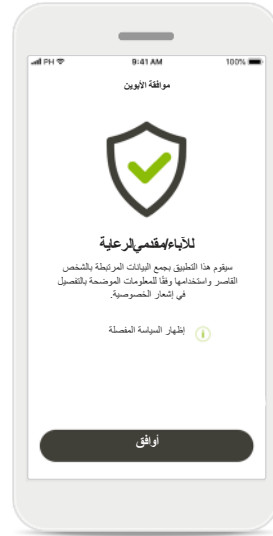 PH 9:41 AM 100%
موافقة الأبوين
للآباء/مقدمي الرعاية
سيقوم هذا التطبيق بجمع البيانات المرتبطة بالشخص
القاصر واستخدامها وفقًا للمعلومات الموضحة بالتفصيل
في إشعار الخصوصية.
إظهار السياسة المفصلة
أوافق